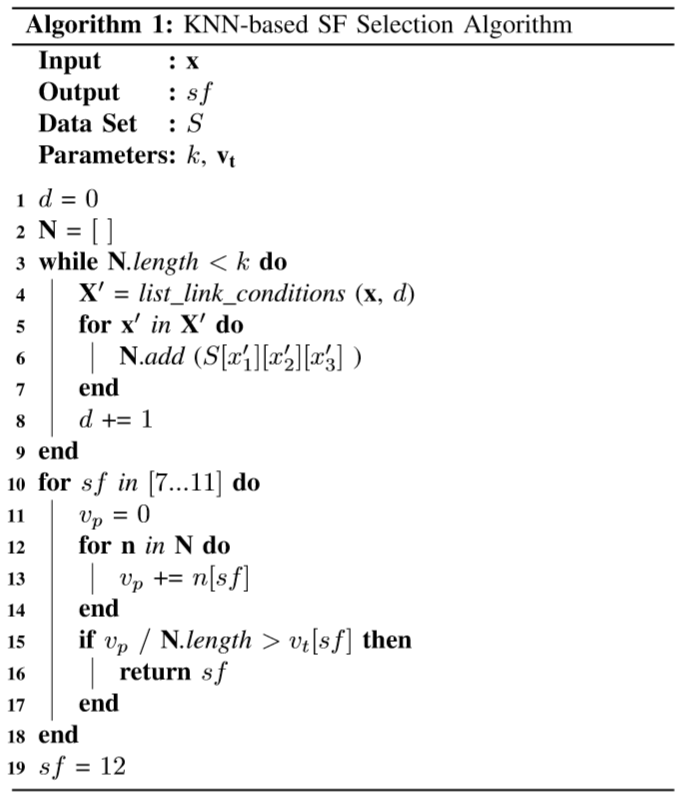 Algorithm 1: KNN-based SF Selection Algorithm
Input : x
Output : sf
Data Set : S
Parameters: k, vₜ
1 d = 0
2 N = [ ]
3 while N.length < k do
4 X′ = list_link_conditions (x, d)
5 for x′ in X′ do
6 N.add (S[x′₁][x′₂][x′₃] )
7 end
8 d += 1
9 end
10 for sf in [7...11] do
11 vₚ = 0
12 for n in N do
13 vₚ += n[sf]
14 end
15 if vₚ / N.length > vₜ[sf] then
16 return sf
17 end
18 end
19 sf = 12